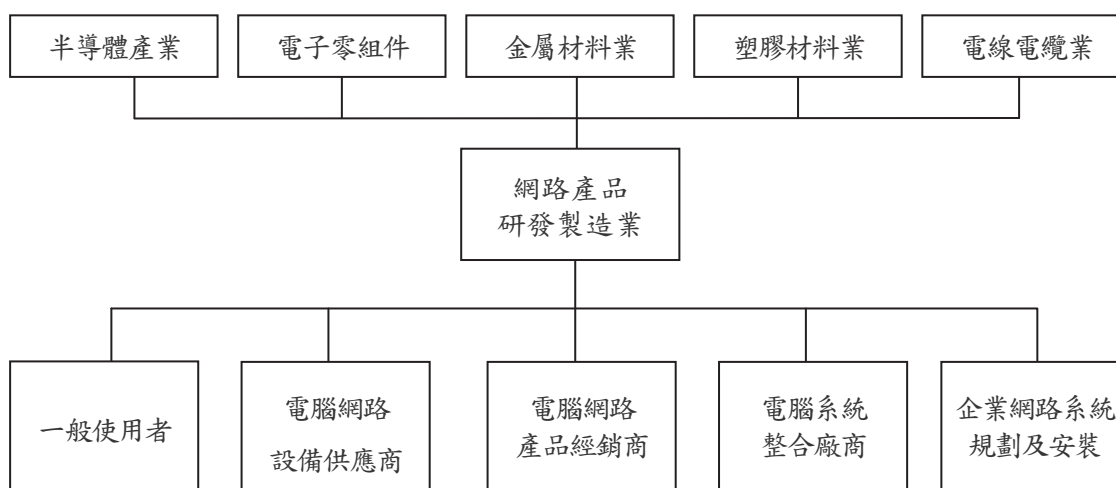 半導體產業
電子零組件
金屬材料業
塑膠材料業
電線電纜業
網路產品
研發製造業
一般使用者
電腦網路
設備供應商
電腦網路
產品經銷商
電腦系統
整合廠商
企業網路系統
規劃及安裝